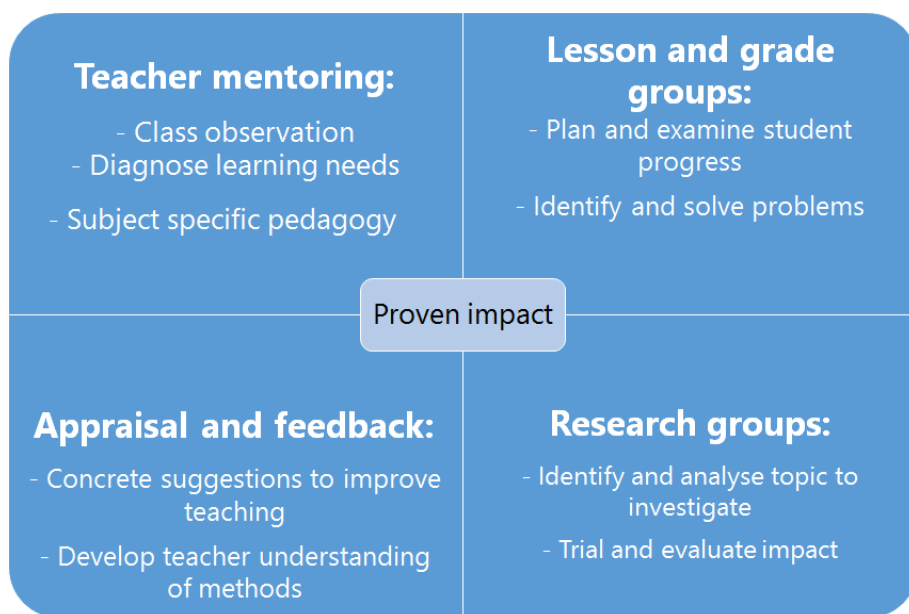 Teacher mentoring:
- Class observation
- Diagnose learning needs
- Subject specific pedagogy
Lesson and grade
groups:
- Plan and examine student
progress
- Identify and solve problems
Proven impact
Appraisal and feedback:
- Concrete suggestions to improve
teaching
- Develop teacher understanding
of methods
Research groups:
- Identify and analyse topic to
investigate
- Trial and evaluate impact